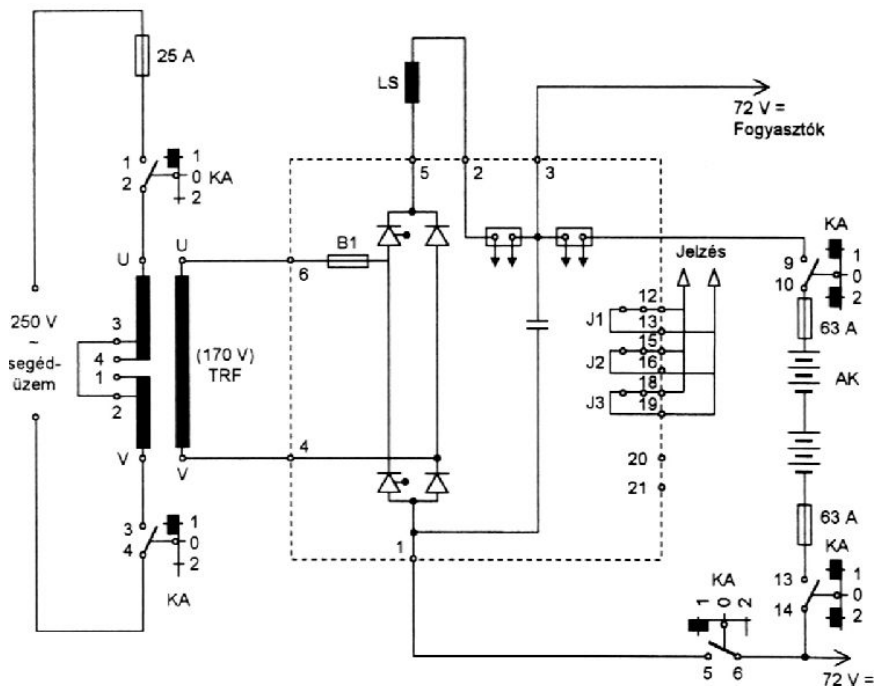 25 A
LS
72 V =
Fogyasztók
1
2
1
0
2
KA
5
2
3
U
U
B1
6
Jelzés
KA
9
10
1
0
2
63 A
250 V
~
segéd-
üzem
3
4
1
2
(170 V)
TRF
J1
12
13
J2
15
16
J3
18
19
AK
V
V
4
20
21
3
4
1
0
2
KA
1
63 A
KA
13
14
1
0
2
KA
1
0
2
5
6
72 V =